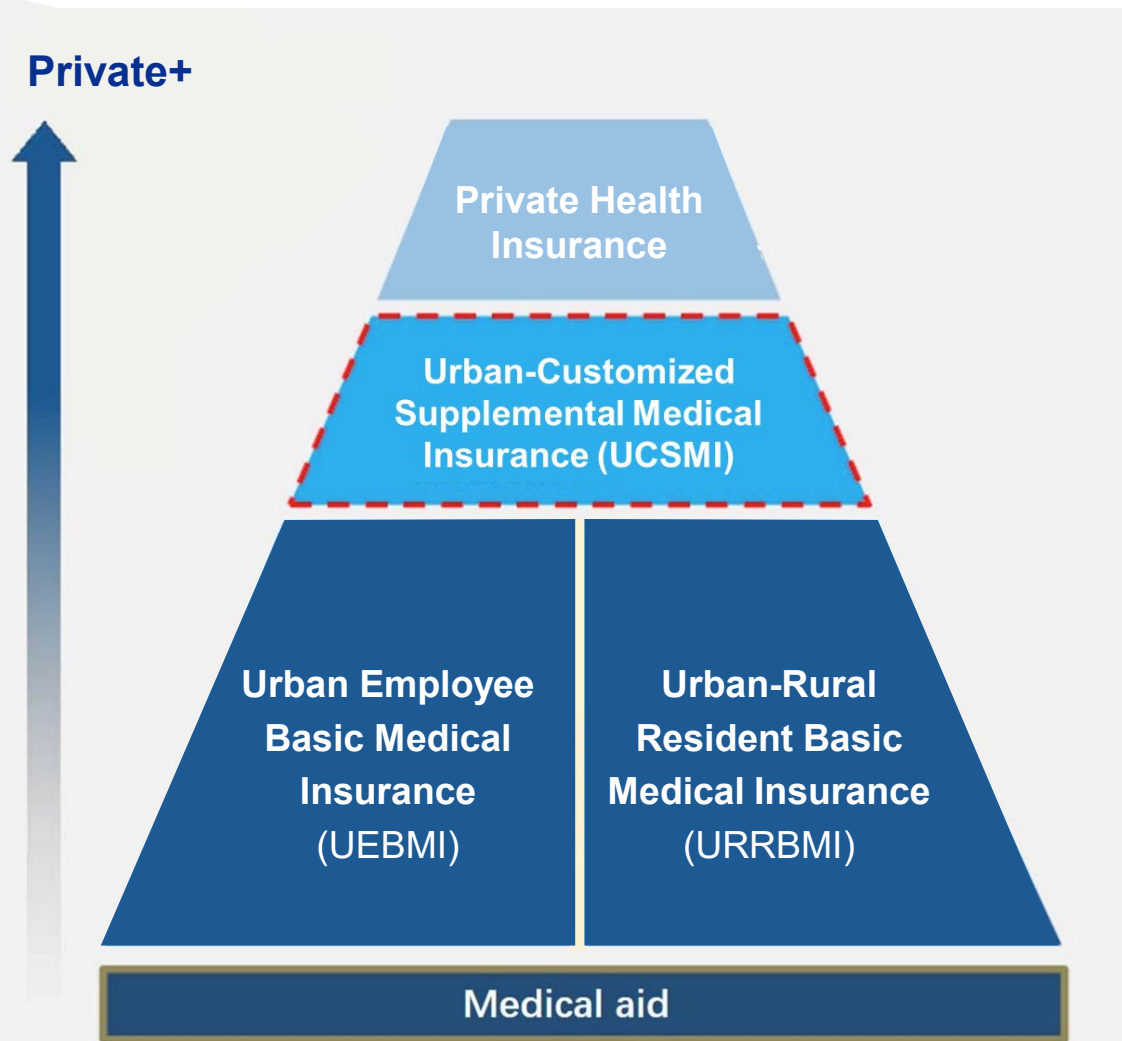 Private+
Private Health
Insurance
Urban-Customized
Supplemental Medical
Insurance (UCSMI)
Urban Employee
Basic Medical
Insurance
(UEBMI)
Urban-Rural
Resident Basic
Medical Insurance
(URRBMI)
Medical aid